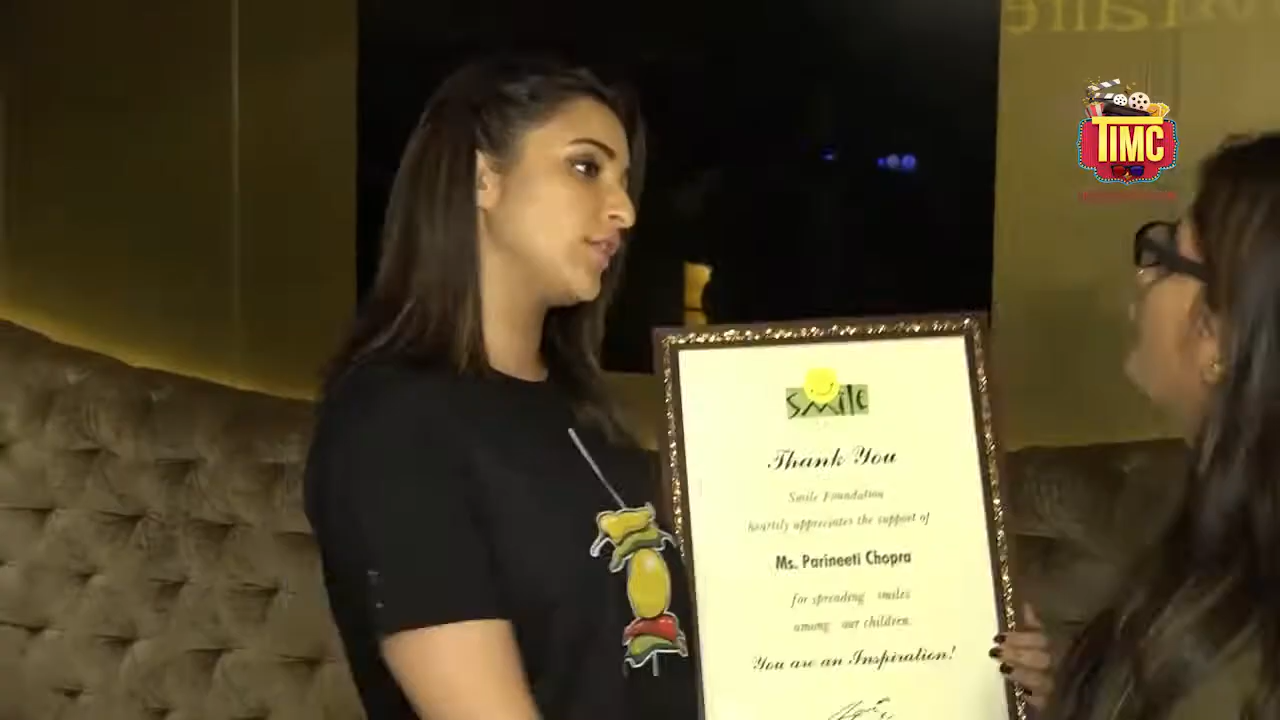 TIMC
smile
Thank You
Smile Foundation
heartily appreciates the support of
Ms. Parineeti Chopra
for spreading smiles
among our children.
You are an Inspiration!